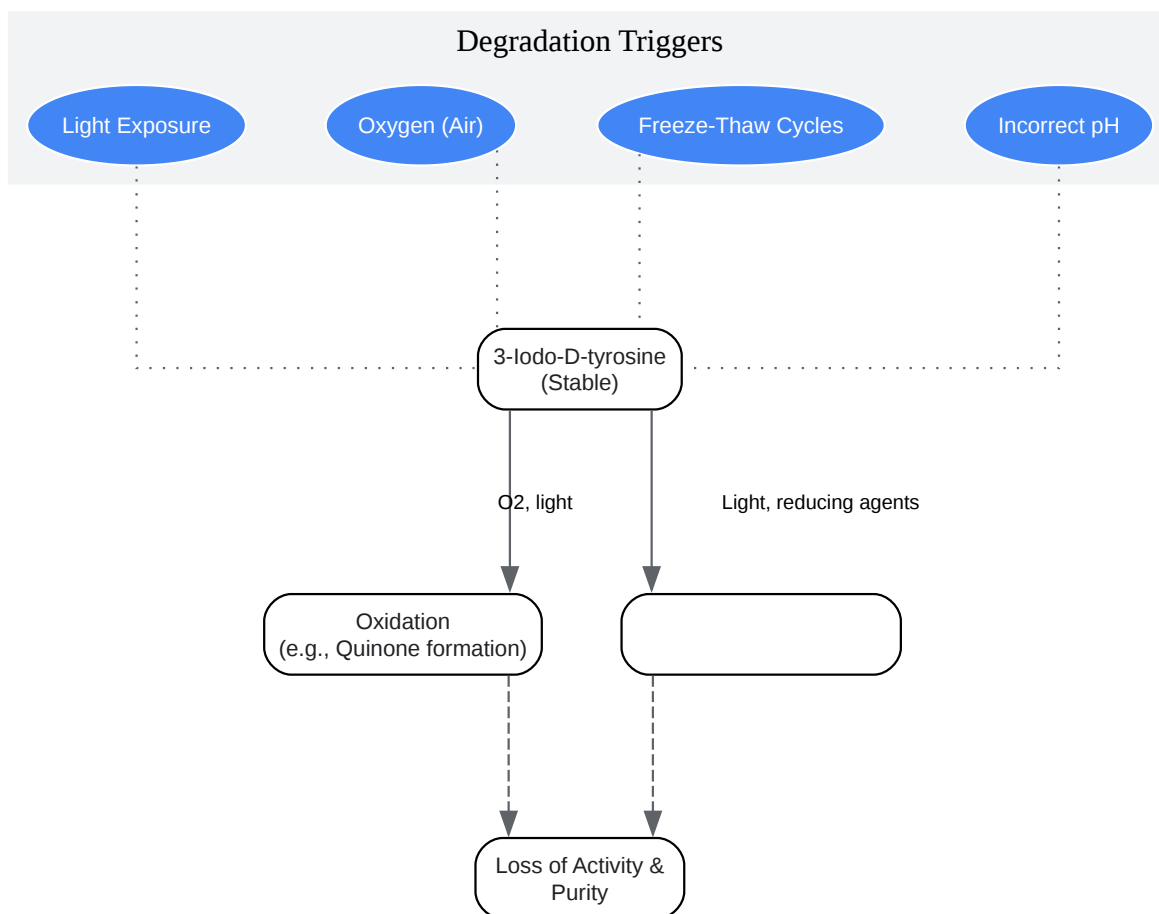 Degradation Triggers
Light Exposure
Oxygen (Air)
Freeze-Thaw Cycles
Incorrect pH
3-Iodo-D-tyrosine
(Stable)
O2, light
Light, reducing agents
Oxidation
(e.g., Quinone formation)
Loss of Activity &
Purity